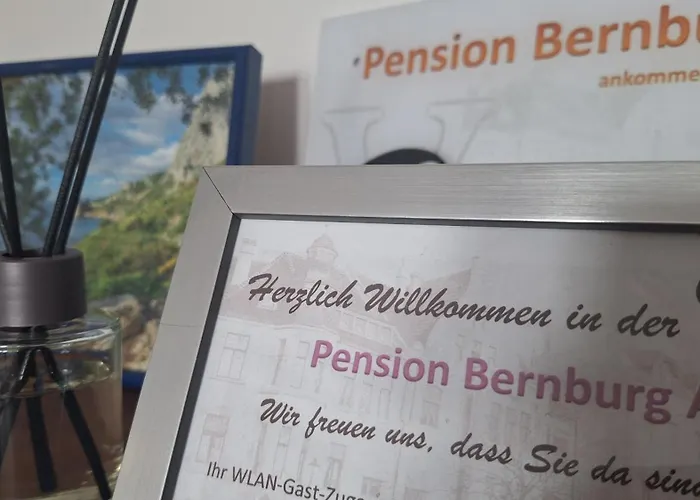 Pension Bernbu
ankomme
Herzlich Willkommen in der
Pension Bernburg A
Wir freuen uns, dass Sie da sind
Ihr WLAN-Gast-Zuga